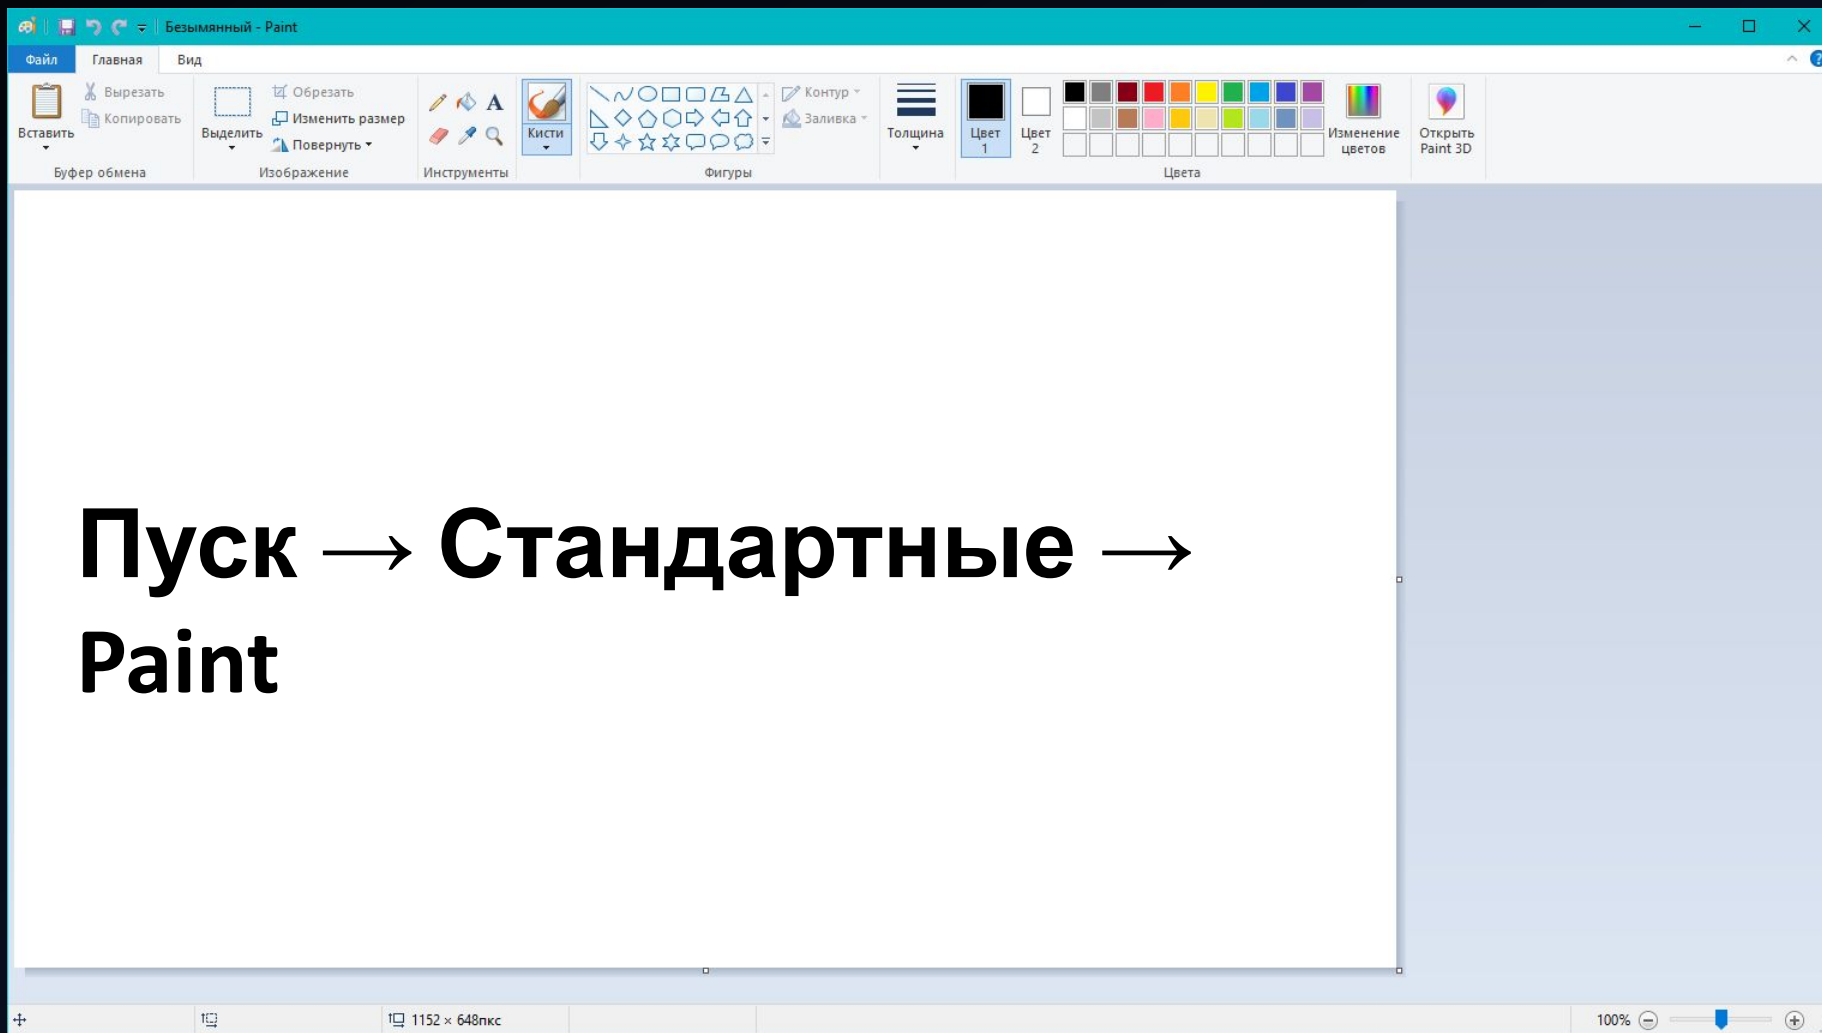 Безымянный - Paint
Файл Главная Вид
Вставить
Вырезать
Копировать
Буфер обмена
Выделить
Обрезать
Изменить размер
Повернуть
Изображение
A
Инструменты
Кисти
Контур
Заливка
Фигуры
Толщина
Цвет
1
Цвет
2
Изменение
цветов
Цвета
Открыть
Paint 3D
Пуск → Стандартные →
Paint
1152 × 648пкс
100%